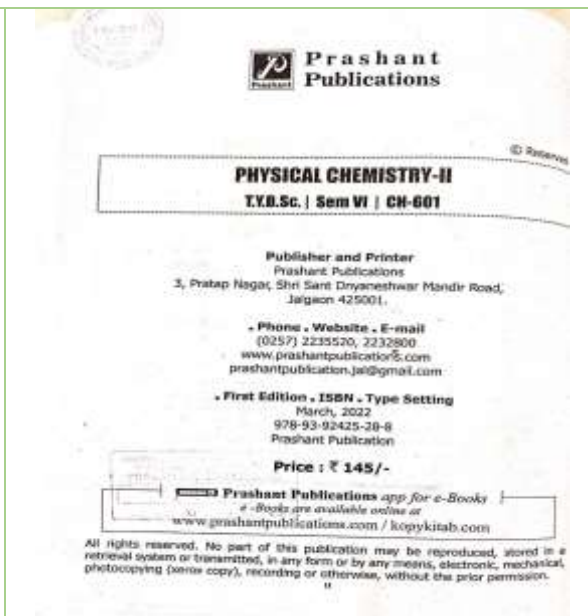 Prashant
Prashant
Publications
© Reserved
PHYSICAL CHEMISTRY-II
T.Y.B.Sc. | Sem VI | CH-601
Publisher and Printer
Prashant Publications
3, Pratap Nagar, Shri Sant Dnyaneshwar Mandir Road,
Jalgaon 425001.
Phone . Website . E-mail
(0257) 2235520, 2232800
www.prashantpublications.com
prashantpublication.jal@gmail.com
First Edition . ISBN . Type Setting
March, 2022
978-93-92425-28-8
Prashant Publication
Price : ₹ 145/-
Prashant Publications app for e-Books
e-Books are available online at
www.prashantpublications.com / kopykitab.com
All rights reserved. No part of this publication may be reproduced, stored in a
retrieval system or transmitted, in any form or by any means, electronic, mechanical,
photocopying (xerox copy), recording or otherwise, without the prior permission.